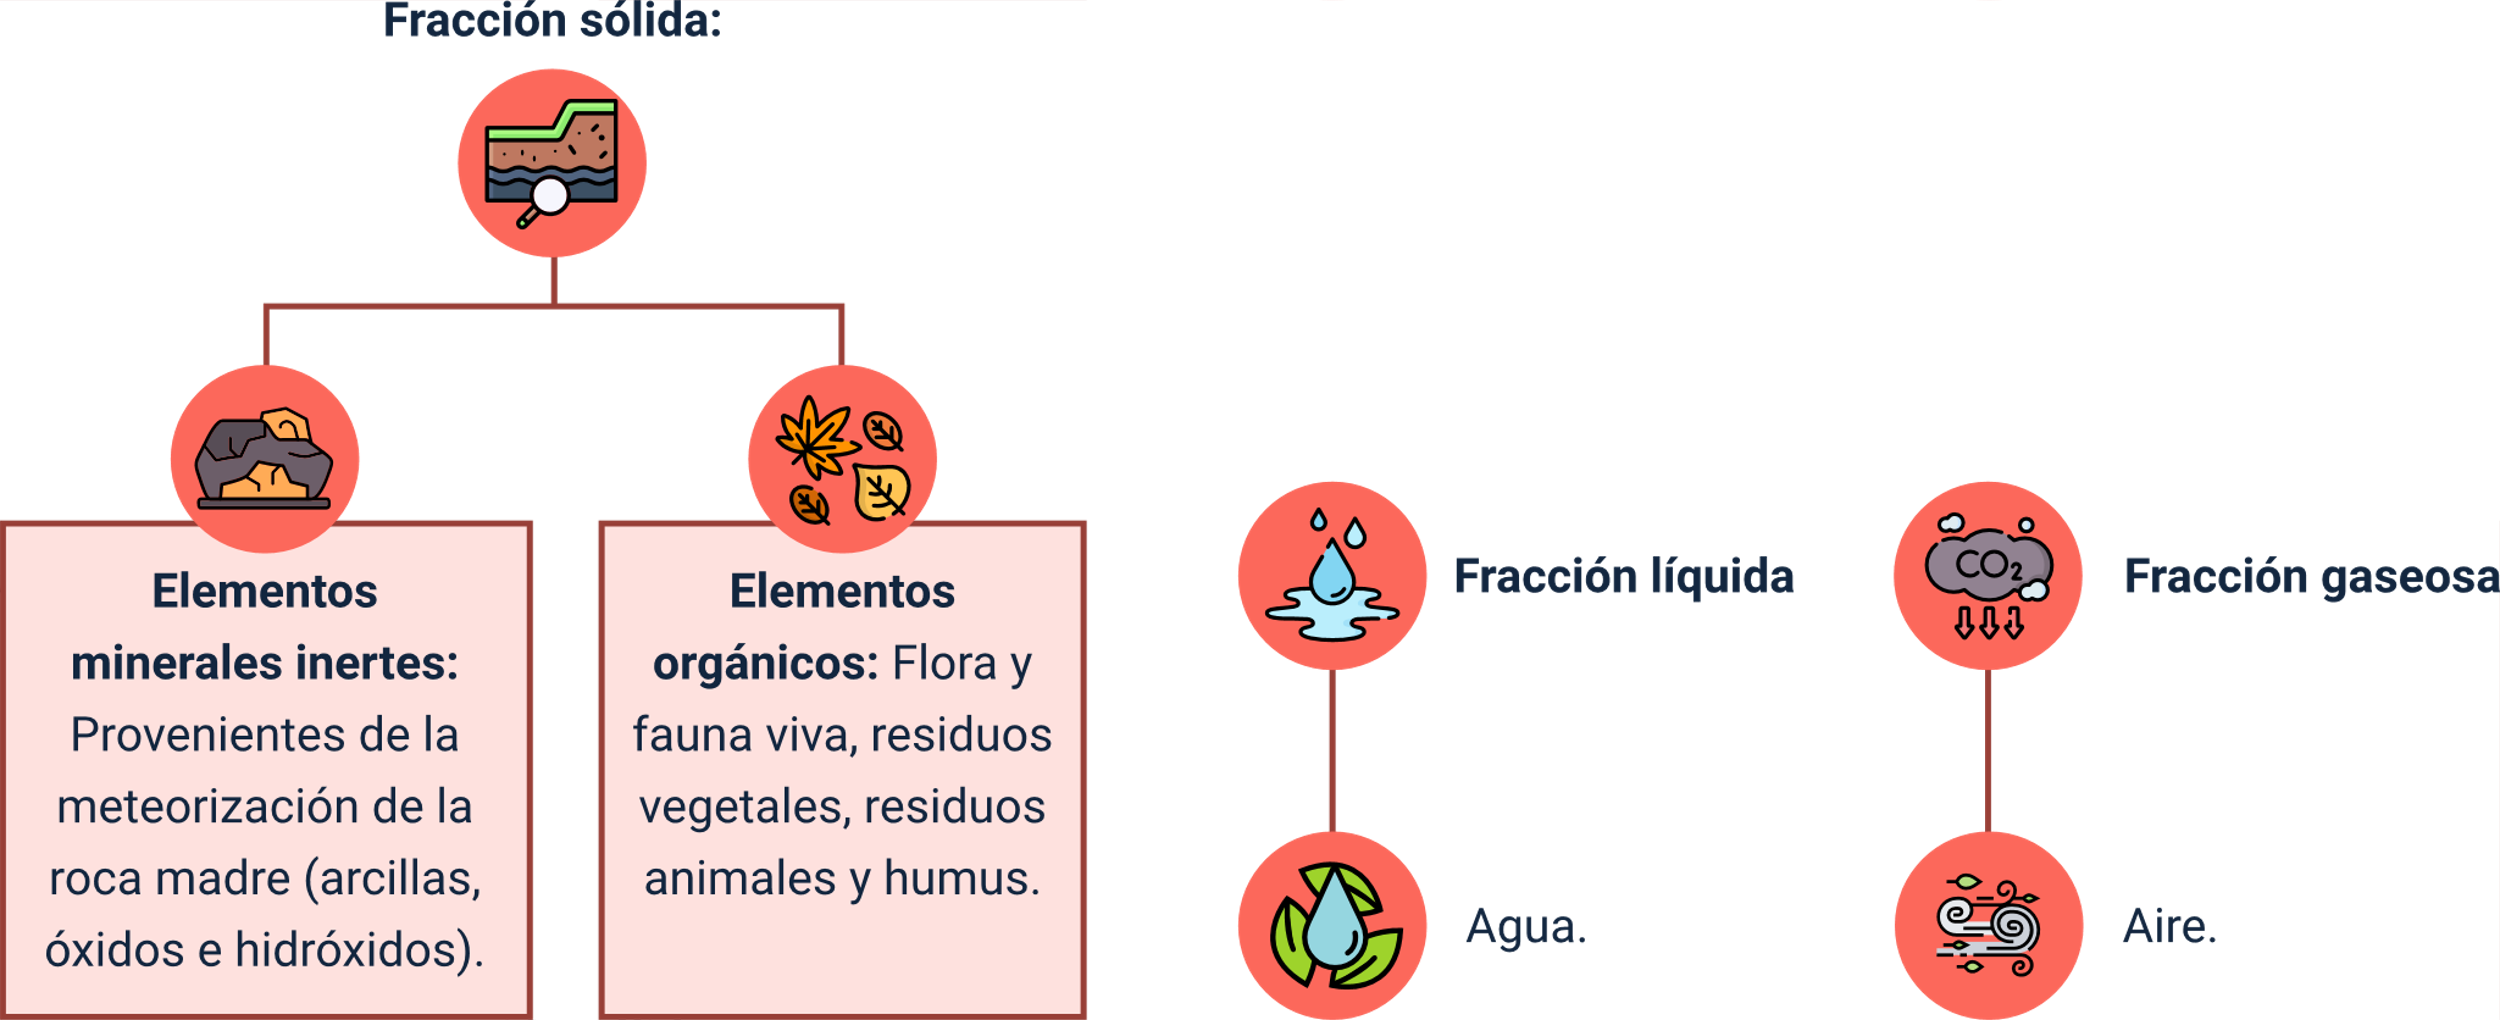 Fracción sólida:
Elementos
minerales inertes:
Provenientes de la
meteorización de la
roca madre (arcillas,
óxidos e hidróxidos).
Elementos
orgánicos: Flora y
fauna viva, residuos
vegetales, residuos
animales y humus.
Fracción líquida
Agua.
CO2
Fracción gaseosa
Aire.